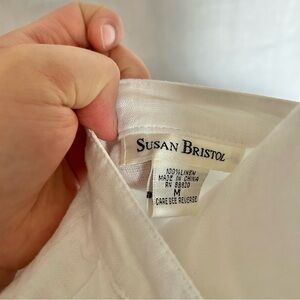 SUSAN BRISTOL
100% LINEN
MADE IN CHINA
RN 88820
M
CARE SEE REVERSE